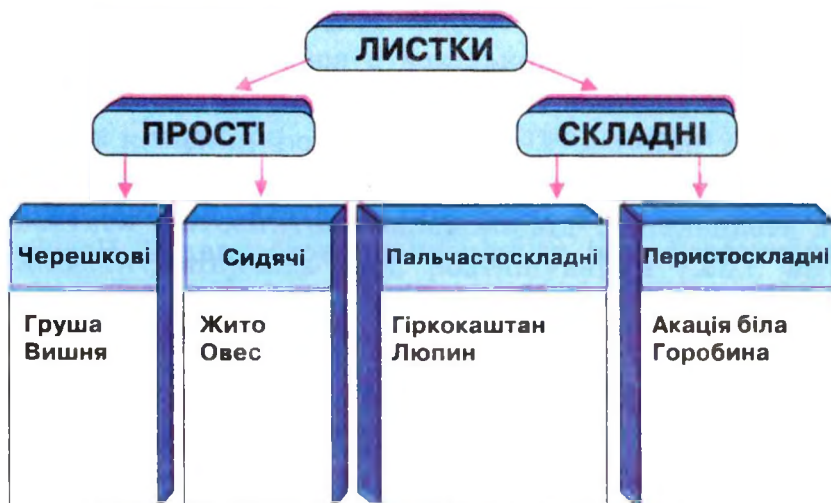 ЛИСТКИ
ПРОСТІ
СКЛАДНІ
Черешкові
Сидячі
Пальчастоскладні
Перистоскладні
Груша
Вишня
Жито
Овес
Гіркокаштан
Люпин
Акація біла
Горобина